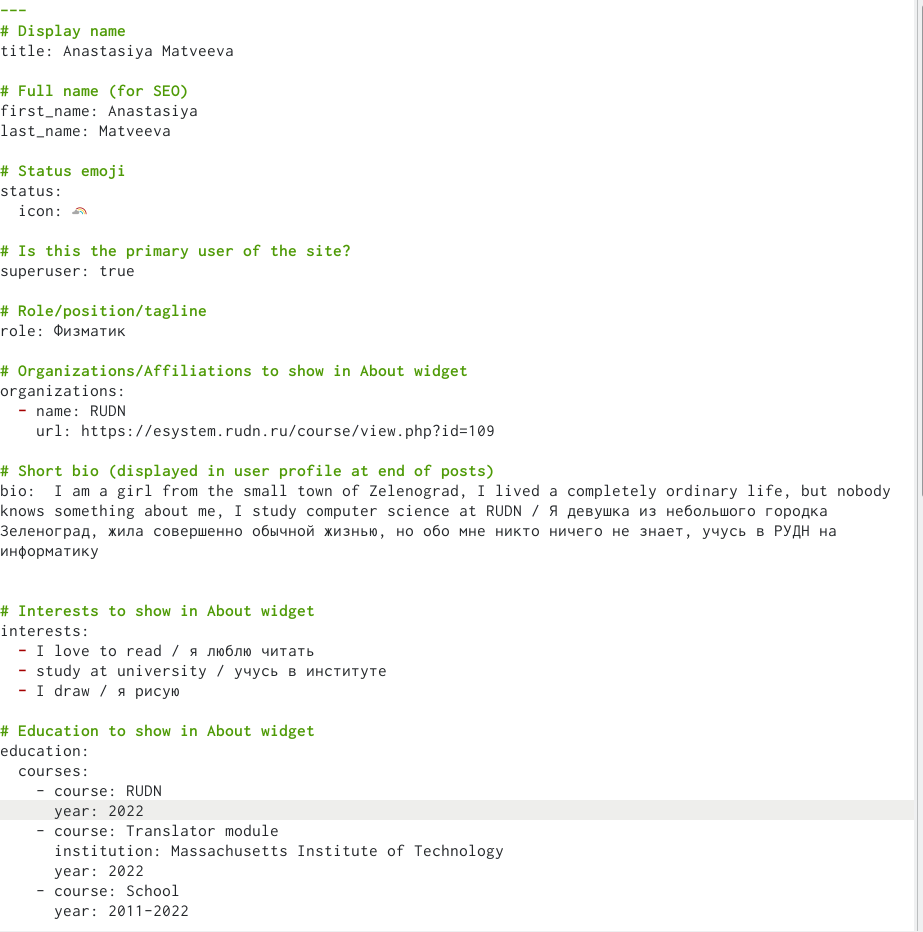 ---
# Display name
title: Anastasiya Matveeva
# Full name (for SEO)
first_name: Anastasiya
last_name: Matveeva
# Status emoji
status:
icon:
# Is this the primary user of the site?
superuser: true
# Role/position/tagline
role: Физматик
# Organizations/Affiliations to show in About widget
organizations:
- name: RUDN
url: https://esystem.rudn.ru/course/view.php?id=109
# Short bio (displayed in user profile at end of posts)
bio:  I am a girl from the small town of Zelenograd, I lived a completely ordinary life, but nobody
knows something about me, I study computer science at RUDN / Я девушка из небольшого городка
Зеленоград, жила совершенно обычной жизнью, но обо мне никто ничего не знает, учусь в РУДН на
информатику
# Interests to show in About widget
interests:
- I love to read / я люблю читать
- study at university / учусь в институте
- I draw / я рисую
# Education to show in About widget
education:
courses:
- course: RUDN
year: 2022
- course: Translator module
institution: Massachusetts Institute of Technology
year: 2022
- course: School
year: 2011-2022